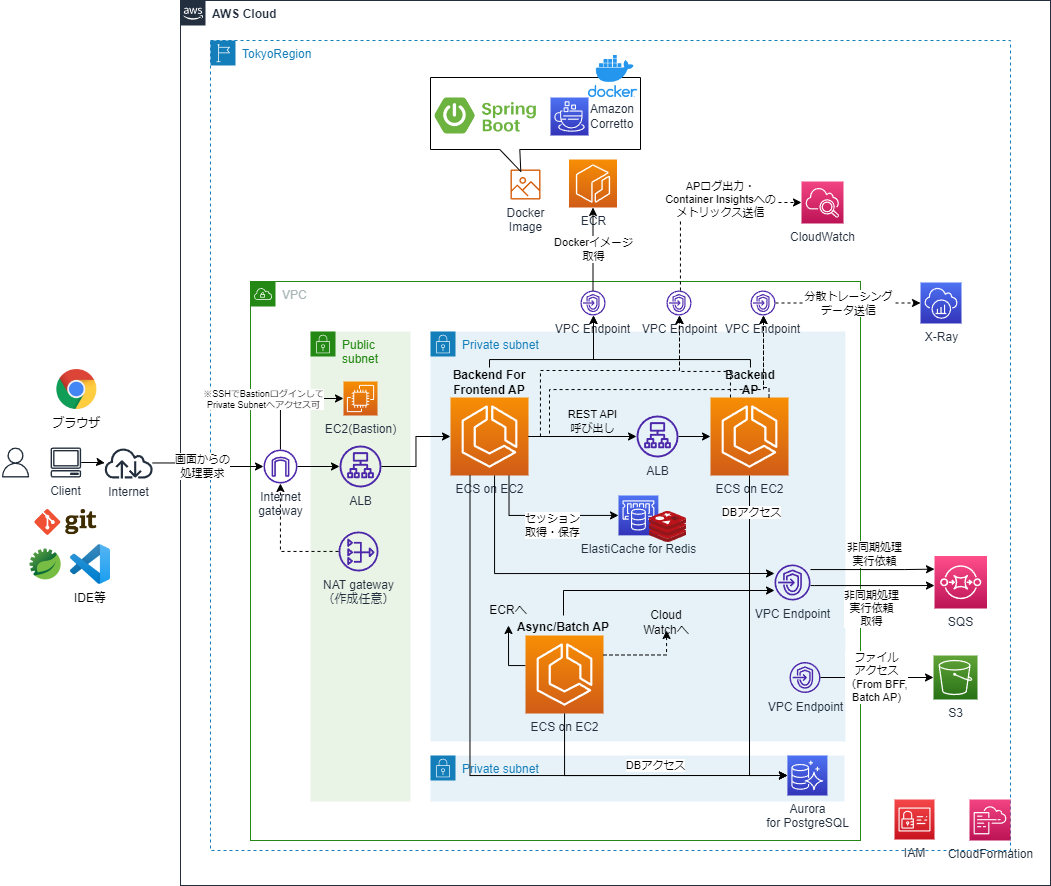 aws
AWS Cloud
TokyoRegion
docker
Spring
Boot
Amazon
Corretto
Docker
Image
ECR
Dockerイメージ
取得
APログ出力・
Container Insightsへの
メトリックス送信
CloudWatch
VPC
VPC Endpoint
VPC Endpoint
VPC Endpoint
分散トレーシング
データ送信
X-Ray
Public
subnet
Private subnet
Backend For
Frontend AP
Backend
AP
ブラウザ
※SSHでBastionログインして
Private Subnetへアクセス可
EC2(Bastion)
REST API
呼び出し
ALB
画面からの
処理要求
Client
Internet
Internet
gateway
ALB
ECS on EC2
ECS on EC2
DBアクセス
セッション
取得・保存
ElastiCache for Redis
git
IDE等
NAT gateway
（作成任意）
非同期処理
実行依頼
非同期処理
実行依頼
取得
VPC Endpoint
SQS
ECRへ
Async/Batch AP
Cloud
Watchへ
ECS on EC2
ファイル
アクセス
（From BFF,
Batch AP)
VPC Endpoint
S3
Private subnet
DBアクセス
Aurora
for PostgreSQL
IAM
CloudFormation